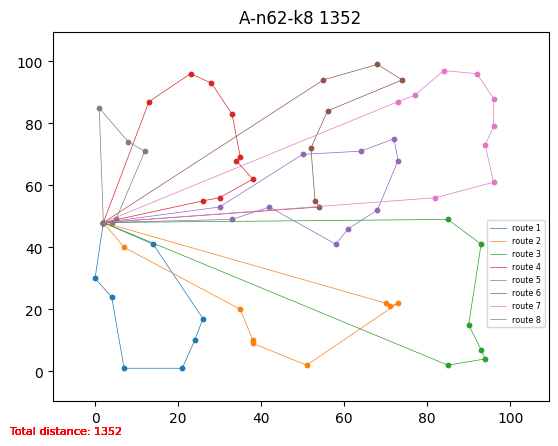 A-n62-k8 1352
100
80
60
40
20
0
0 20 40 60 80 100
route 1
route 2
route 3
route 4
route 5
route 6
route 7
route 8
Total distance: 1352